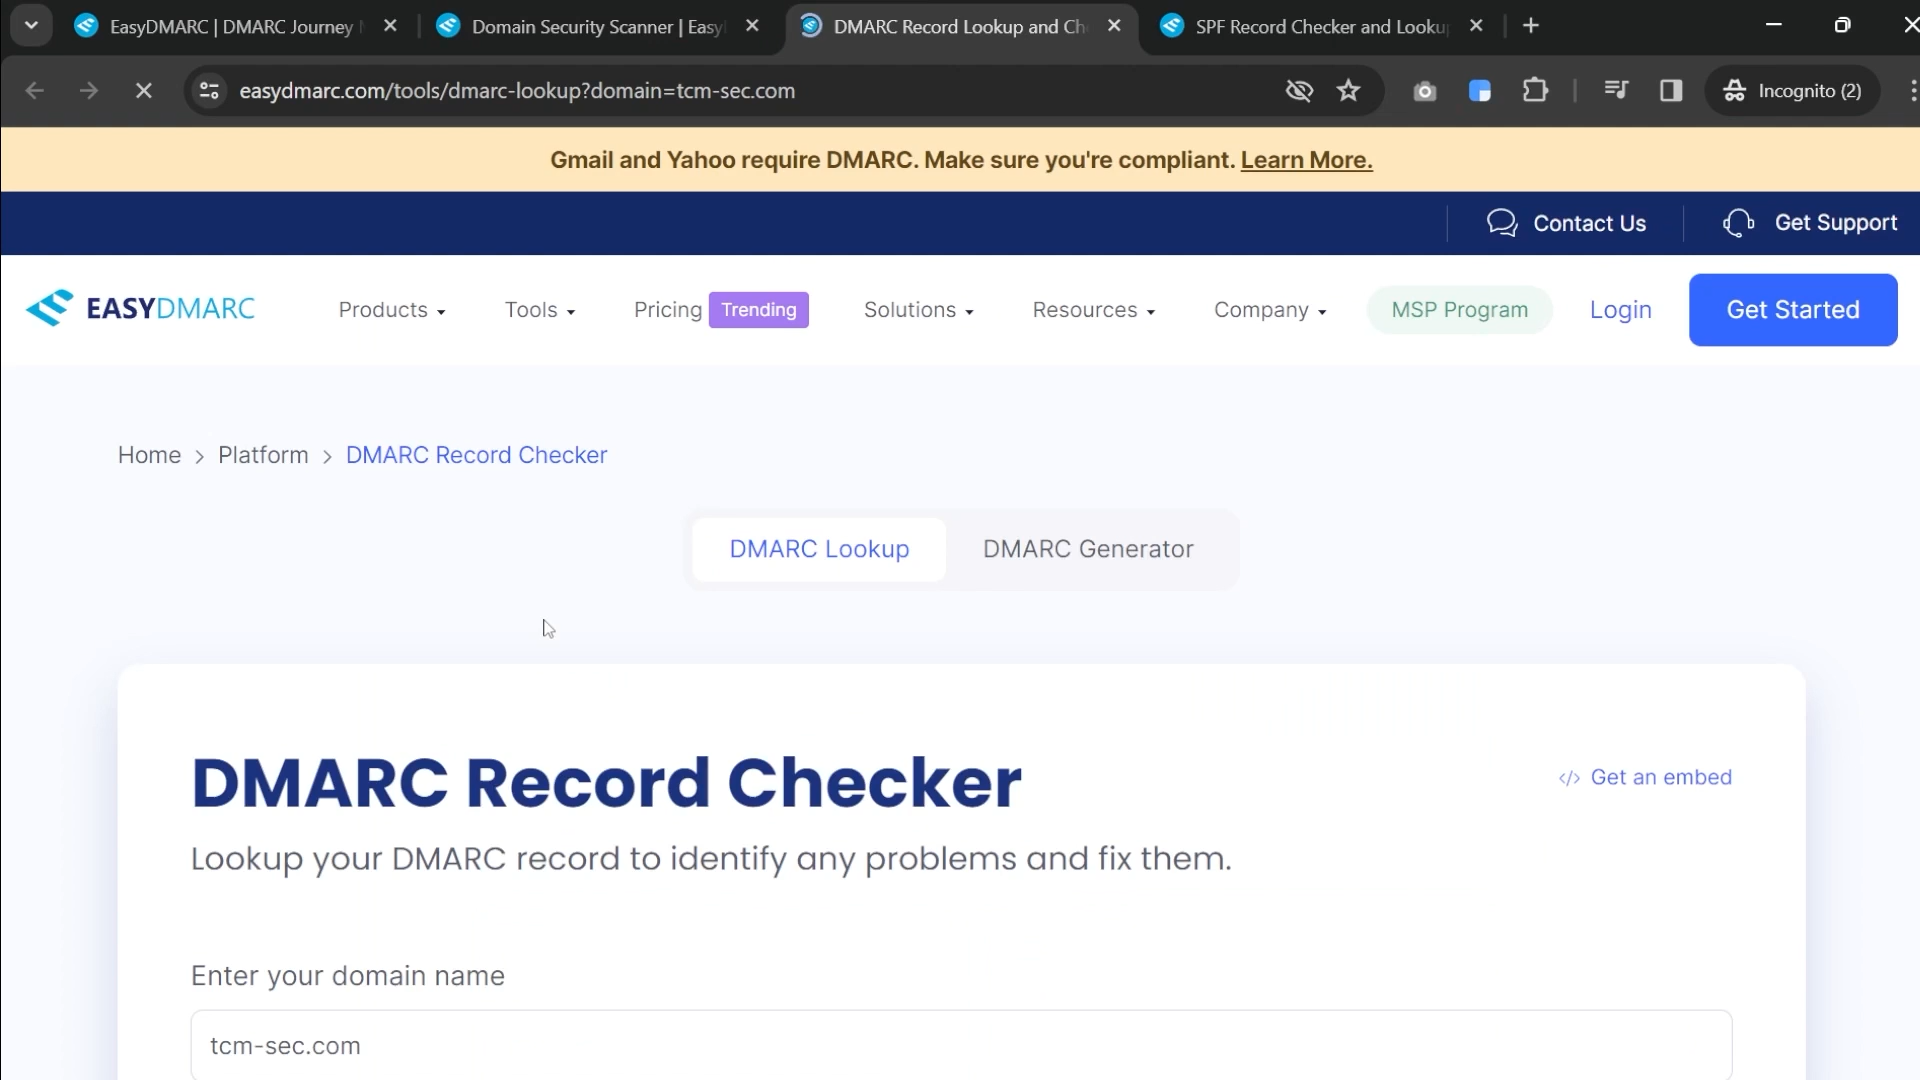 EasyDMARC | DMARC Journey
Domain Security Scanner | Easy
DMARC Record Lookup and Ch
SPF Record Checker and Looku
easydmarc.com/tools/dmarc-lookup?domain=tcm-sec.com
Incognito (2)
Gmail and Yahoo require DMARC. Make sure you're compliant. Learn More.
Contact Us
Get Support
EASYDMARC
Products
Tools
Pricing
Trending
Solutions
Resources
Company
MSP Program
Login
Get Started
Home > Platform > DMARC Record Checker
DMARC Lookup
DMARC Generator
DMARC Record Checker
</> Get an embed
Lookup your DMARC record to identify any problems and fix them.
Enter your domain name
tcm-sec.com